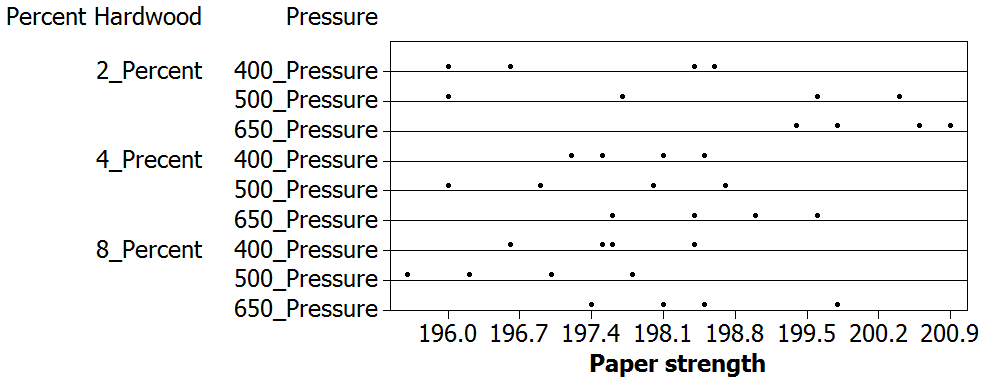 Percent Hardwood Pressure
2_Percent 400_Pressure
500_Pressure
650_Pressure
4_Precent 400_Pressure
500_Pressure
650_Pressure
8_Percent 400_Pressure
500_Pressure
650_Pressure
196.0 196.7 197.4 198.1 198.8 199.5 200.2 200.9
Paper strength